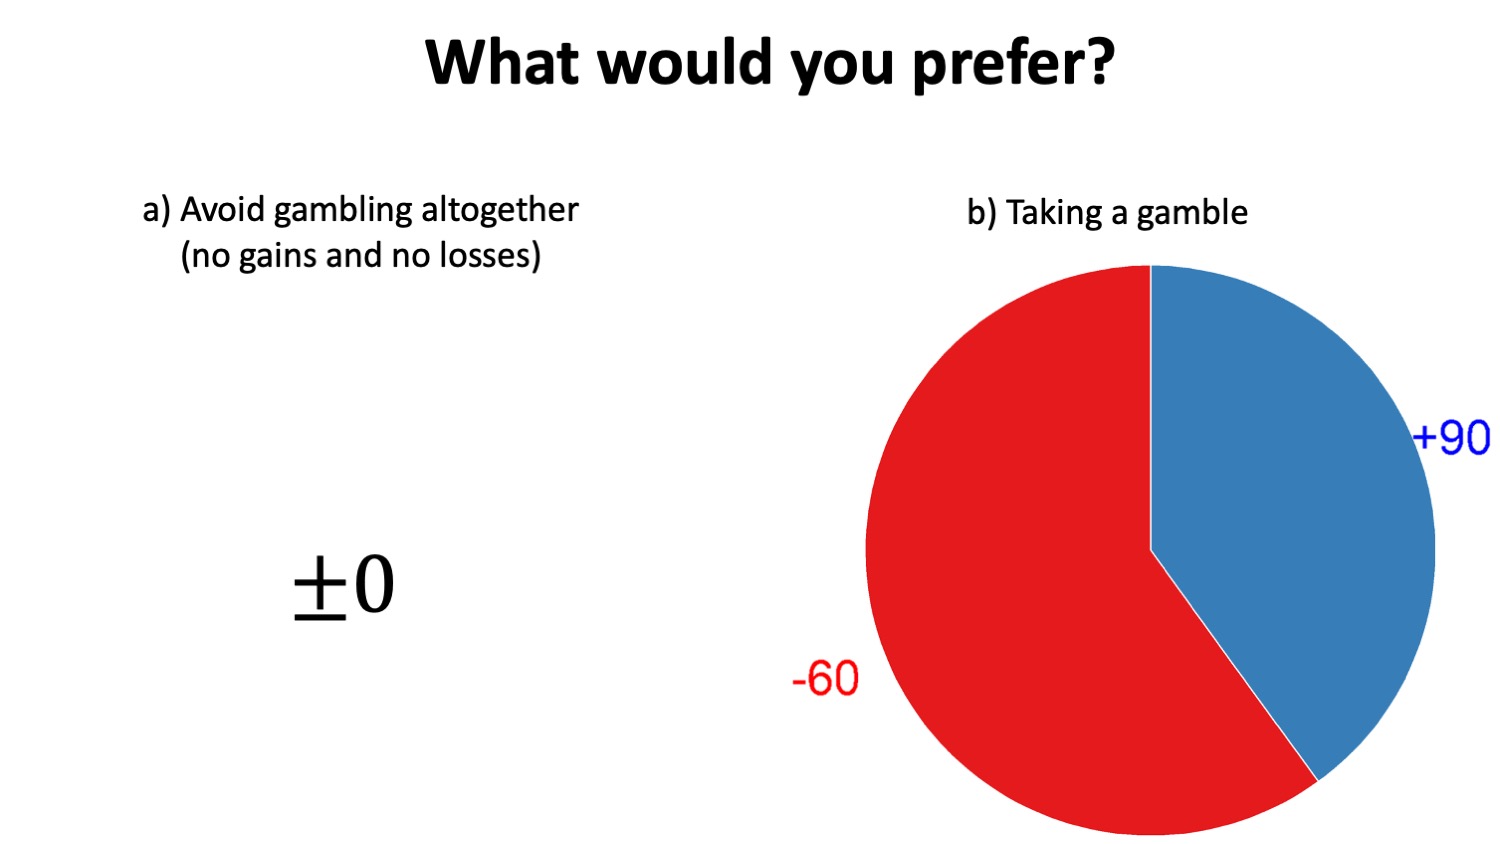 What would you prefer?
a) Avoid gambling altogether
(no gains and no losses)
b) Taking a gamble
+90
±0
-60